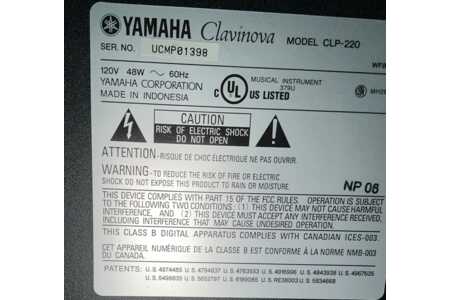 YAMAHA Clavinova MODEL CLP-220
SER. NO. UCMP01398
120V 48W ~ 60Hz
YAMAHA CORPORATION
MADE IN INDONESIA
C UL US LISTED
MUSICAL INSTRUMENT
379U
CAUTION
RISK OF ELECTRIC SHOCK
DO NOT OPEN
ATTENTION-RISQUE DE CHOC ÉLECTRIQUE NE PAS OUVRIR.
WARNING-TO REDUCE THE RISK OF FIRE OR ELECTRIC
SHOCK DO NOT EXPOSE THIS PRODUCT TO RAIN OR MOISTURE.
NP 08
THIS DEVICE COMPLIES WITH PART 15 OF THE FCC RULES. OPERATION IS SUBJECT
TO THE FOLLOWING TWO CONDITIONS: (1) THIS DEVICE MAY NOT CAUSE HARMFUL
INTERFERENCE, AND (2) THIS DEVICE MUST ACCEPT ANY INTERFERENCE RECEIVED,
INCLUDING INTERFERENCE THAT MAY CAUSE UNDESIRED OPERATION.
THIS CLASS B DIGITAL APPARATUS COMPLIES WITH CANADIAN ICES-003.
CET APPAREIL NUMÉRIQUE DE LA CLASSE B EST CONFORME À LA NORME NMB-003
DU CANADA.
PATENTS: